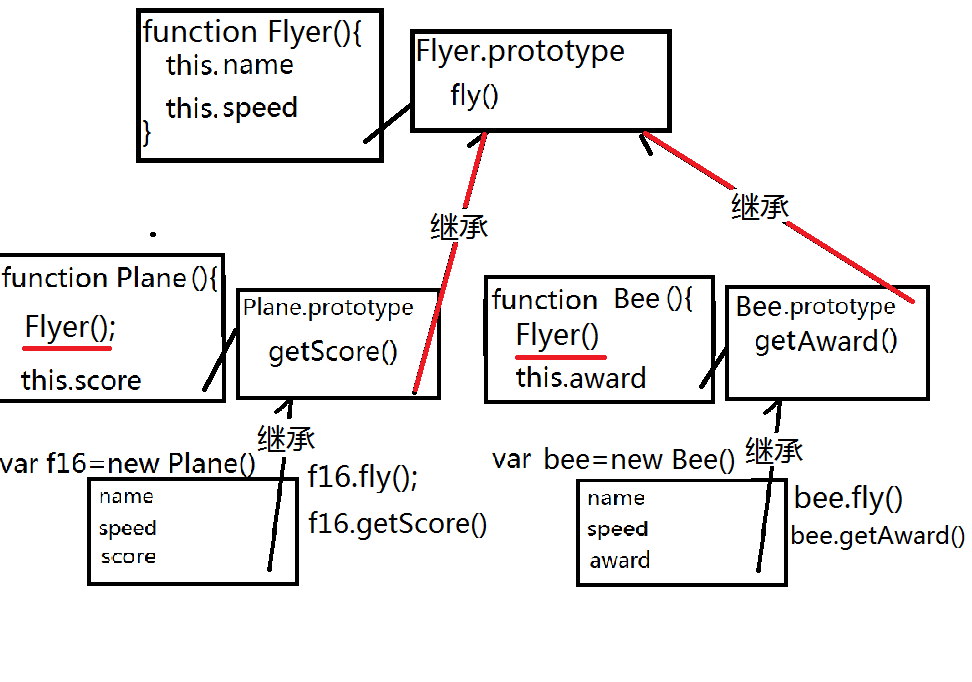 function Flyer(){
this.name
this.speed
}
Flyer.prototype
fly()
继承
继承
function Plane(){
Flyer();
this.score
Plane.prototype
getScore()
function Bee(){
Flyer()
this.award
Bee.prototype
getAward()
继承
var f16=new Plane()
name
speed
score
f16.fly();
f16.getScore()
继承
var bee=new Bee()
name
speed
award
bee.fly()
bee.getAward()